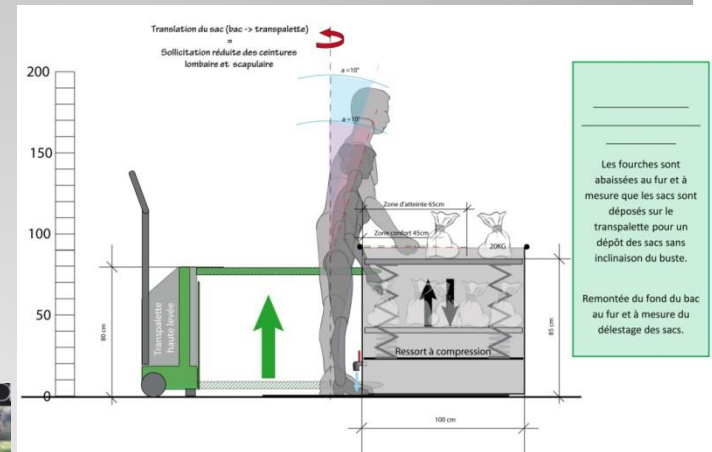 Translation du sac (bac -> transpalette)
=
Sollicitation réduite des ceintures
lombaire et scapulaire
a =10°
a =10°
200
150
100
50
0
Zone d'atteinte 65cm
Zone confort 45cm
20KG
Transpalette
haute levée
80 cm
Ressort à compression
85 cm
100 cm
Les fourches sont
abaissées au fur et à
mesure que les sacs sont
déposés sur le
transpalette pour un
dépôt des sacs sans
inclinaison du buste.
Remontée du fond du bac
au fur et à mesure du
délestage des sacs.